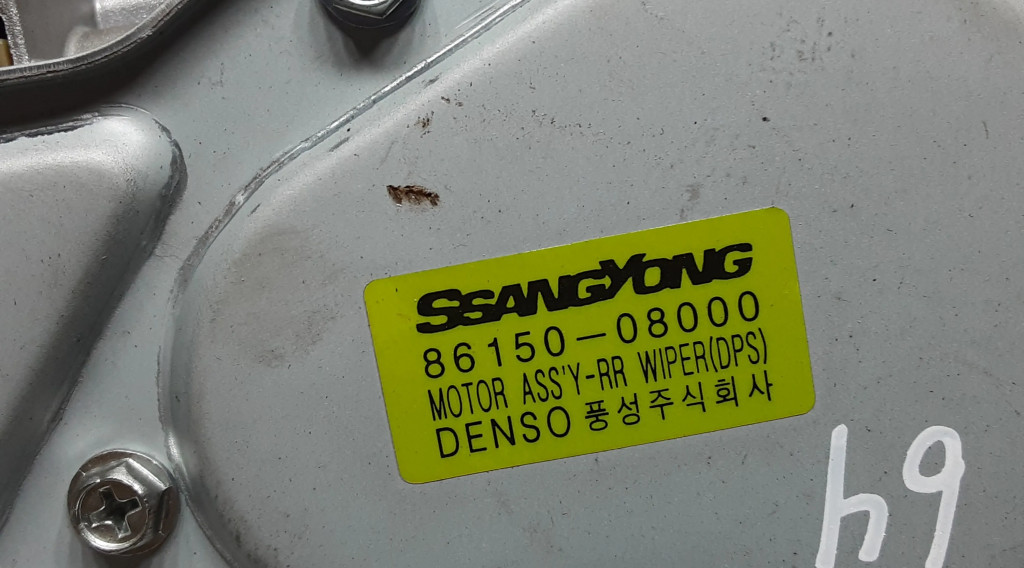 SSANGYONG
86150-08000
MOTOR ASS'Y-RR WIPER(DPS)
DENSO 풍성주식회사